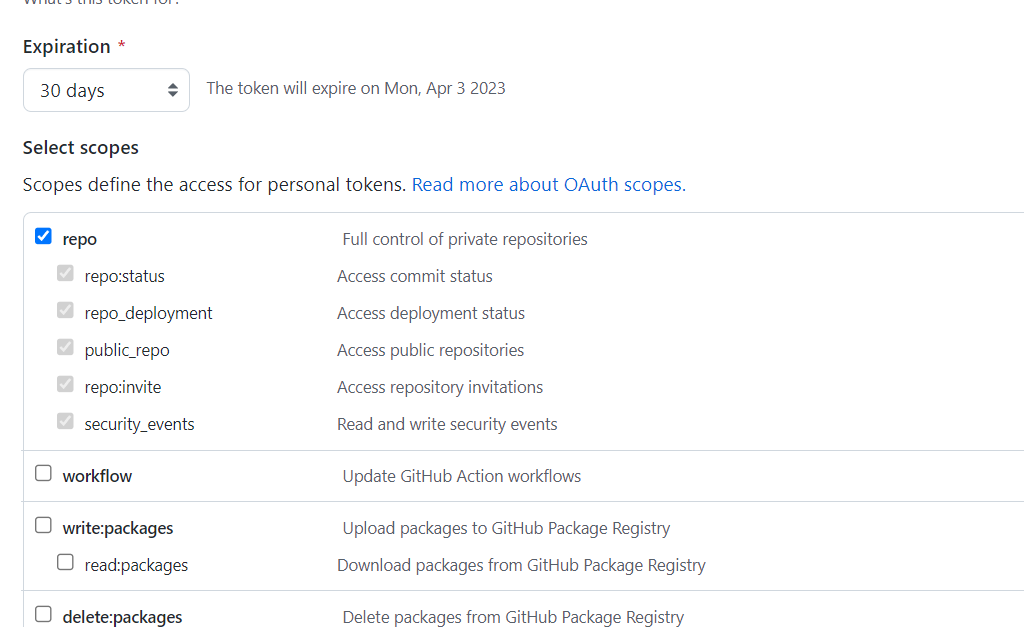 What's this token for?
Expiration *
30 days The token will expire on Mon, Apr 3 2023
Select scopes
Scopes define the access for personal tokens. Read more about OAuth scopes.
repo Full control of private repositories
repo:status Access commit status
repo_deployment Access deployment status
public_repo Access public repositories
repo:invite Access repository invitations
security_events Read and write security events
workflow Update GitHub Action workflows
write:packages Upload packages to GitHub Package Registry
read:packages Download packages from GitHub Package Registry
delete:packages Delete packages from GitHub Package Registry